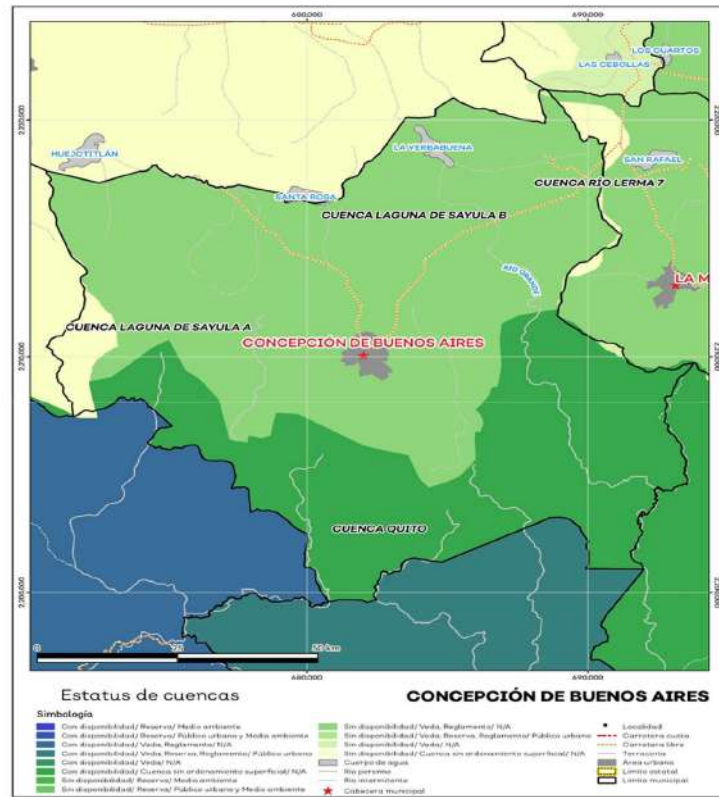 680,000 690,000
LOS CUARTOS
LAS CEBOLLAS
HUEJOTITLÁN
LA YERBABUENA
SAN RAFAEL
CUENCA RÍO LERMA 7
SANTA ROSA
CUENCA LAGUNA DE SAYULA B
RÍO GRANDE
LA M
CUENCA LAGUNA DE SAYULA A
CONCEPCIÓN DE BUENOS AIRES
CUENCA QUITO
0 25 50 km
680,000 690,000
Estatus de cuencas
CONCEPCIÓN DE BUENOS AIRES
Simbología
Con disponibilidad/ Reserva/ Medio ambiente
Con disponibilidad/ Reserva/ Público urbano y Medio ambiente
Con disponibilidad/ Veda, Reglamento/ N/A
Con disponibilidad/ Veda, Reserva, Reglamento/ Público urbano
Con disponibilidad/ Veda/ N/A
Con disponibilidad/ Cuenca sin ordenamiento superficial/ N/A
Sin disponibilidad/ Reserva/ Medio ambiente
Sin disponibilidad/ Reserva/ Público urbano y Medio ambiente
Sin disponibilidad/ Veda, Reglamento/ N/A
Sin disponibilidad/ Veda, Reserva, Reglamento/ Público urbano
Sin disponibilidad/ Veda/ N/A
Sin disponibilidad/ Cuenca sin ordenamiento superficial/ N/A
Cuerpo de agua
Río perenne
Río intermitente
Cabecera municipal
Localidad
Carretera cuota
Carretera libre
Terracería
Área urbana
Límite estatal
Límite municipal